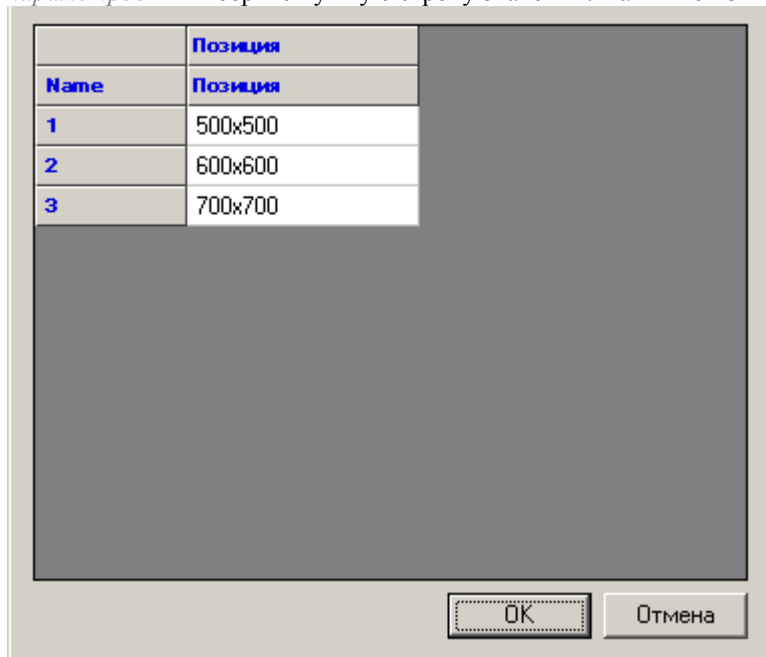 Позиция
Name Позиция
1 500x500
2 600x600
3 700x700
OK Отмена